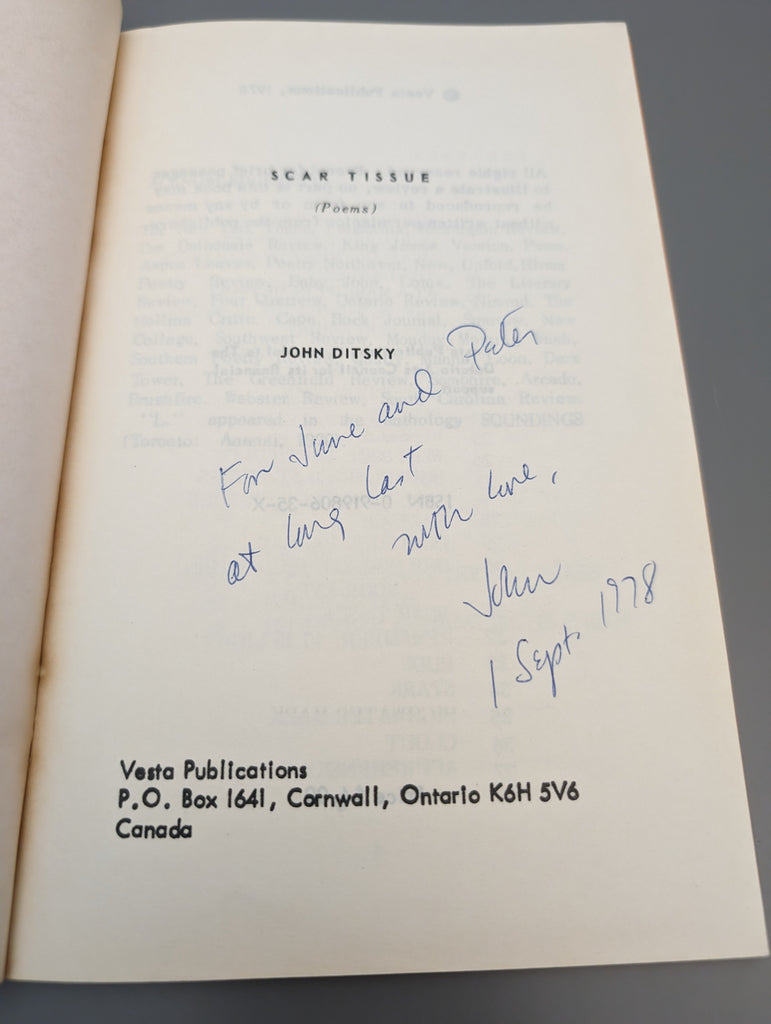 SCAR TISSUE
(Poems)
JOHN DITSKY
For June and Peter
at long last
with love,
John
1 Sept. 1978
Vesta Publications
P.O. Box 1641, Cornwall, Ontario K6H 5V6
Canada